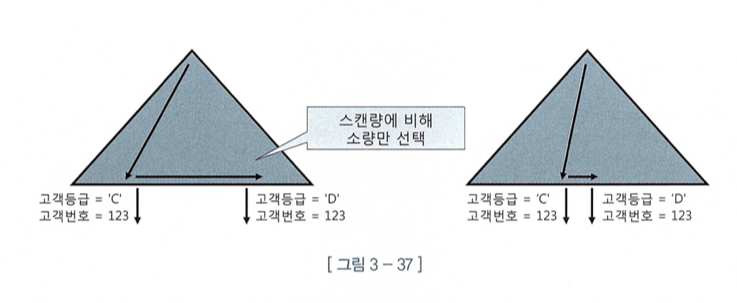 스캔량에 비해
소량만 선택
고객등급 = 'C'
고객번호 = 123
고객등급 = 'D'
고객번호 = 123
고객등급 = 'C'
고객번호 = 123
고객등급 = 'D'
고객번호 = 123
[ 그림 3 – 37 ]